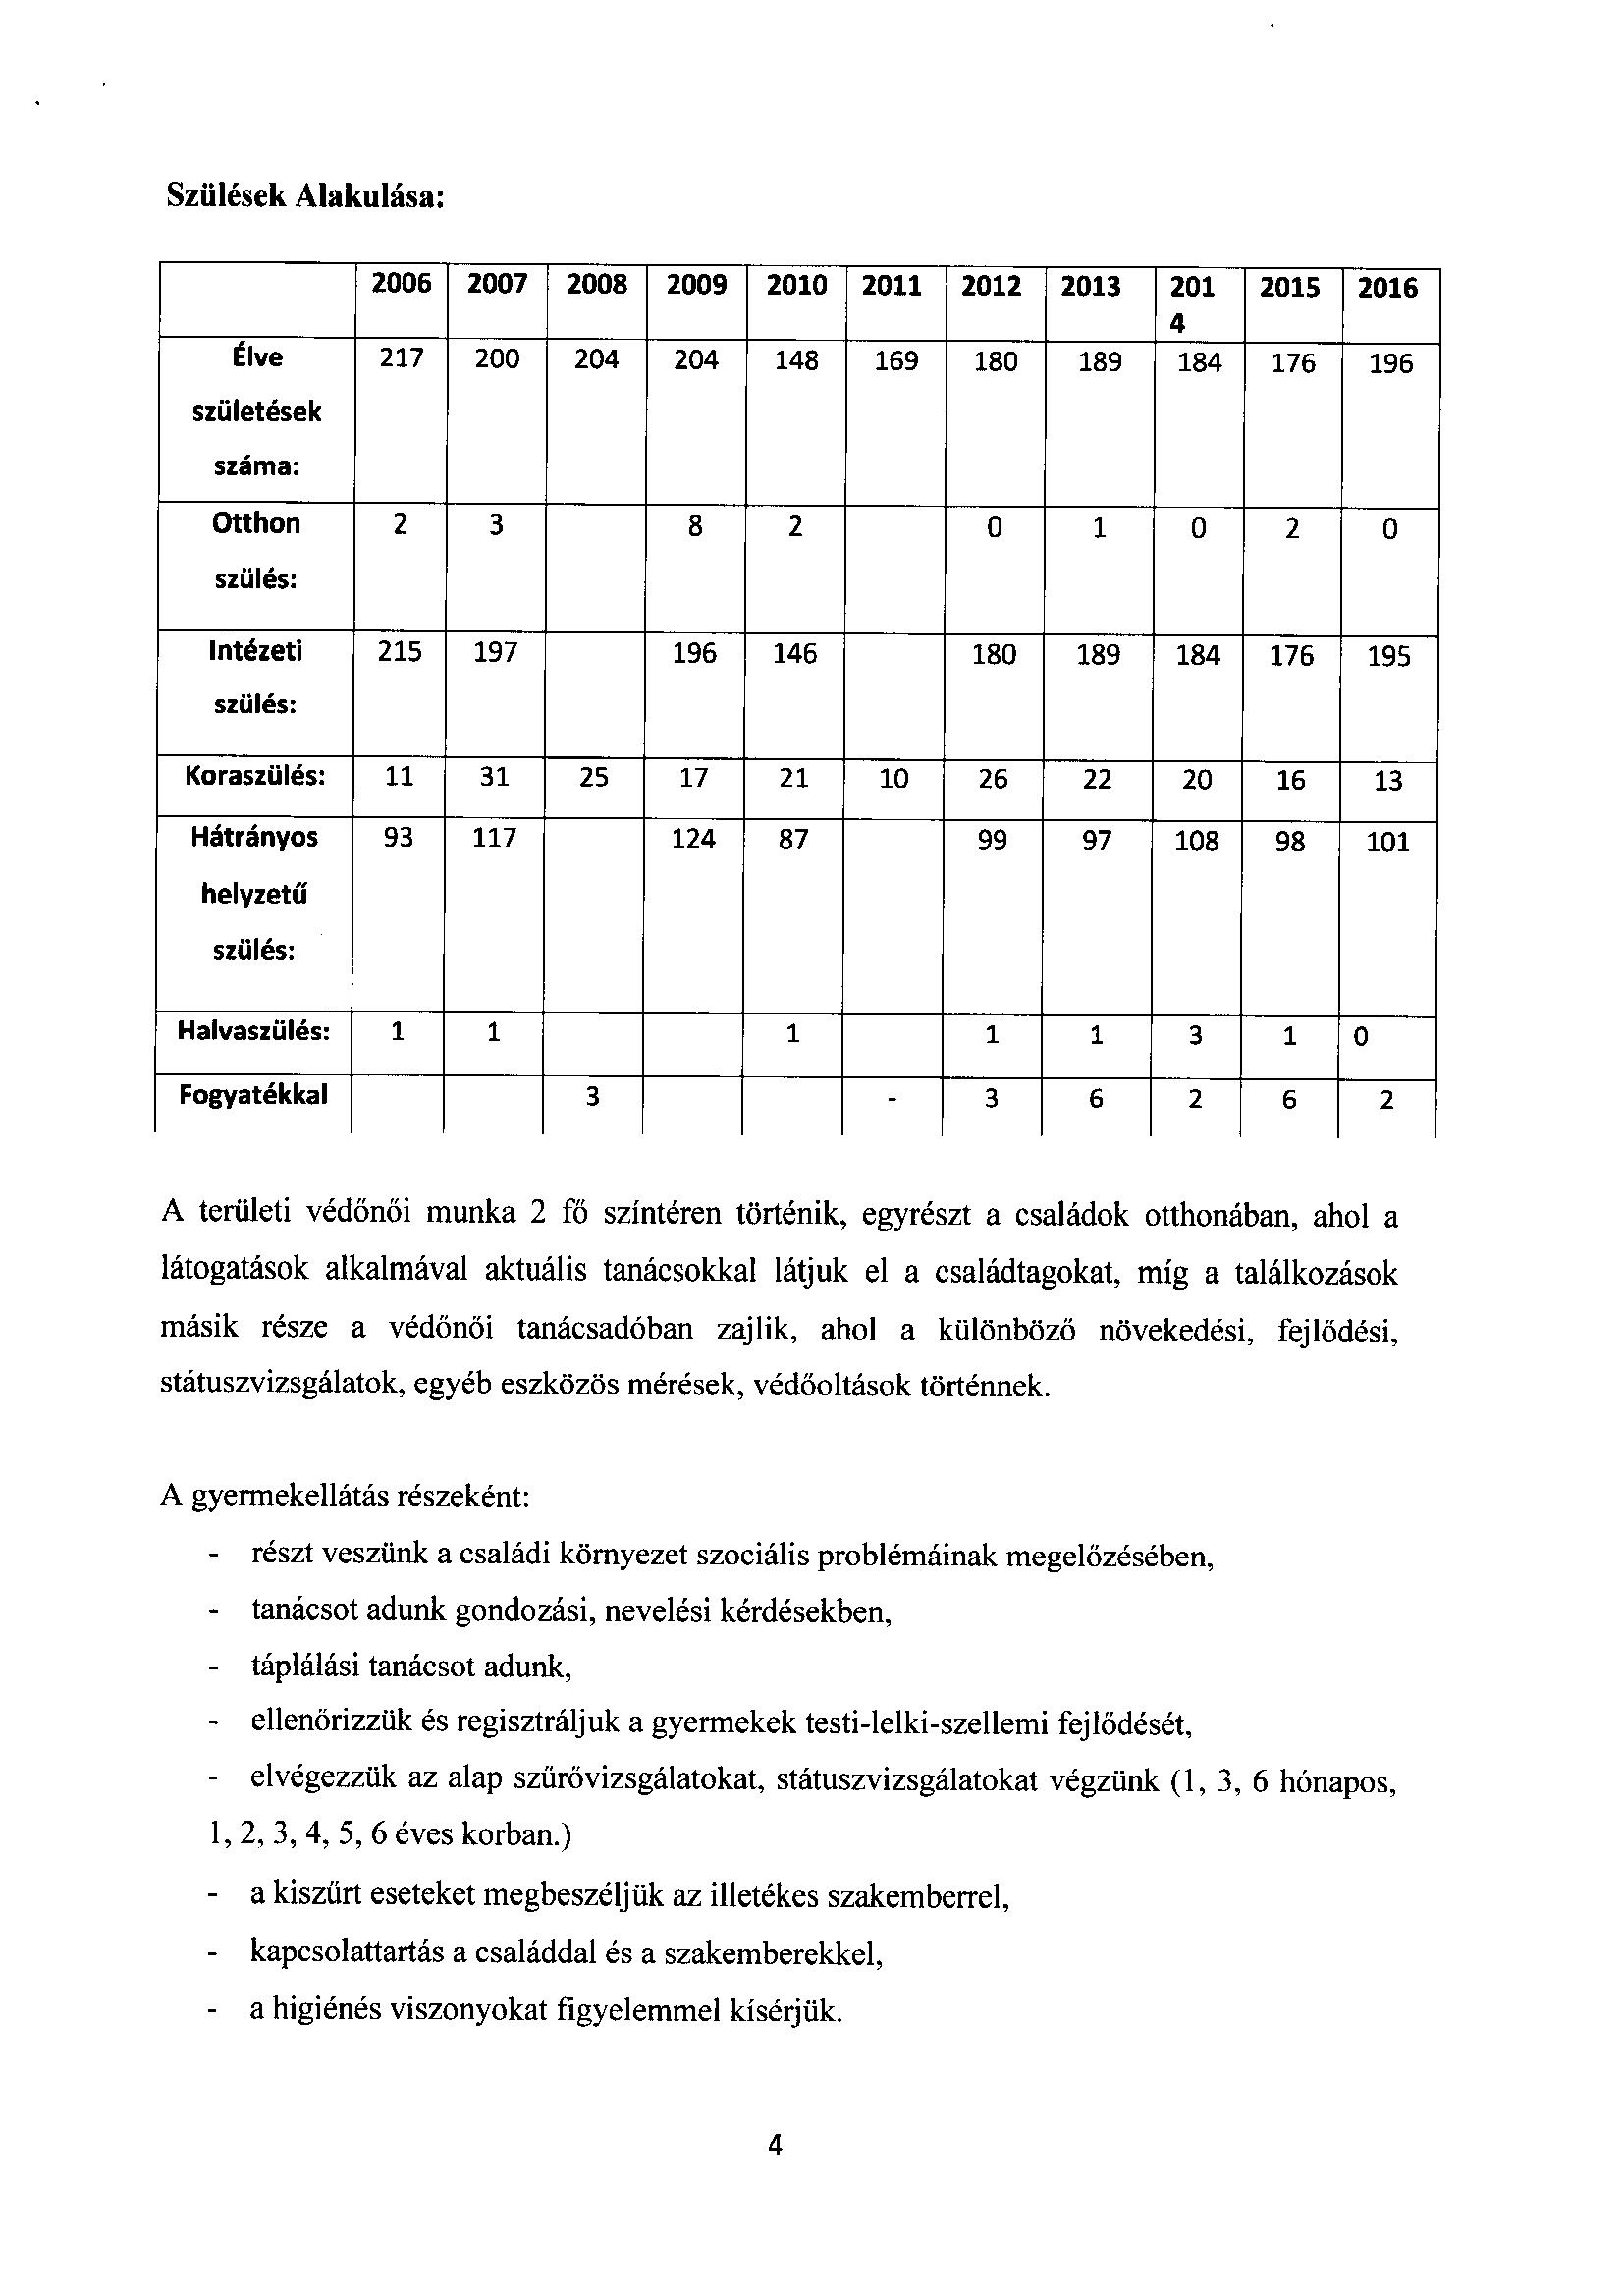 Szülések Alakulása:
2006 2007 2008 2009 2010 2011 2012 2013 201 2015 2016
4
Élve 217 200 204 204 148 169 180 189 184 176 196
születések
száma:
Otthon 2 3 8 2 0 1 0 2 0
szülés:
Intézeti 215 197 196 146 180 189 184 176 195
szülés:
Koraszülés: 11 31 25 17 21 10 26 22 20 16 13
Hátrányos 93 117 124 87 99 97 108 98 101
helyzetű
szülés:
Halvaszülés: 1 1 1 1 1 3 1 0
Fogyatékkal 3 - 3 6 2 6 2
A területi védőnői munka 2 fő színtéren történik, egyrészt a családok otthonában, ahol a
látogatások alkalmával aktuális tanácsokkal látjuk el a családtagokat, míg a találkozások
másik része a védőnői tanácsadóban zajlik, ahol a különböző növekedési, fejlődési,
státuszvizsgálatok, egyéb eszközös mérések, védőoltások történnek.
A gyermekellátás részeként:
- részt veszünk a családi környezet szociális problémáinak megelőzésében,
- tanácsot adunk gondozási, nevelési kérdésekben,
- táplálási tanácsot adunk,
- ellenőrizzük és regisztráljuk a gyermekek testi-lelki-szellemi fejlődését,
- elvégezzük az alap szűrővizsgálatokat, státuszvizsgálatokat végzünk (1, 3, 6 hónapos,
1, 2, 3, 4, 5, 6 éves korban.)
- a kiszűrt eseteket megbeszéljük az illetékes szakemberrel,
- kapcsolattartás a családdal és a szakemberekkel,
- a higiénés viszonyokat figyelemmel kísérjük.
4